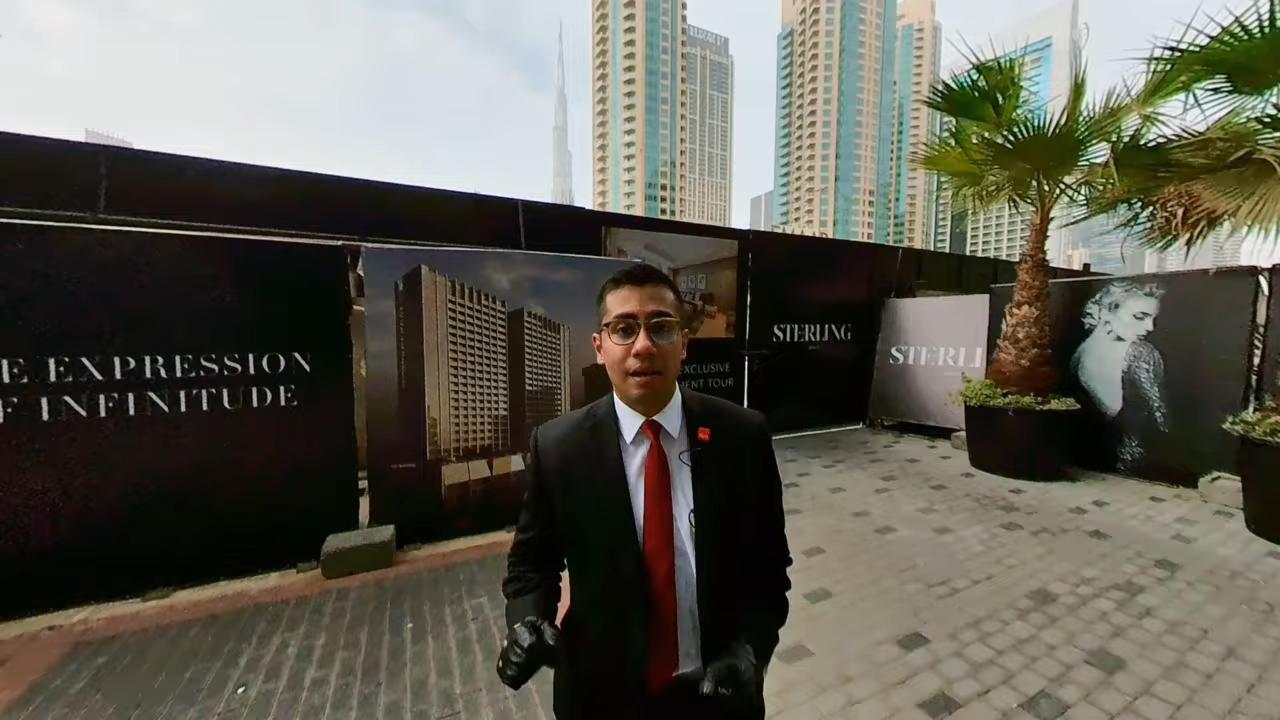 E EXPRESSION
F INFINITUDE
EXCLUSIVE
ENT TOUR
STERLING
STERLI